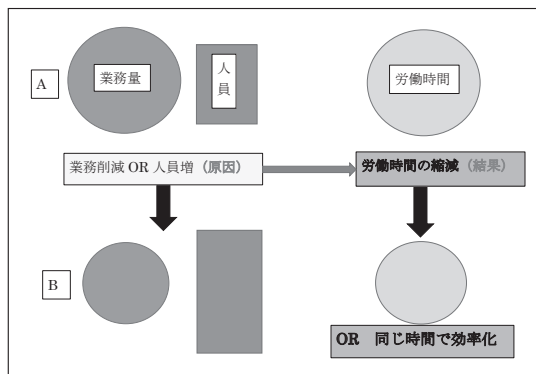 A
業務量
人員
労働時間
業務削減 OR 人員増（原因）
労働時間の縮減（結果）
B
OR　同じ時間で効率化